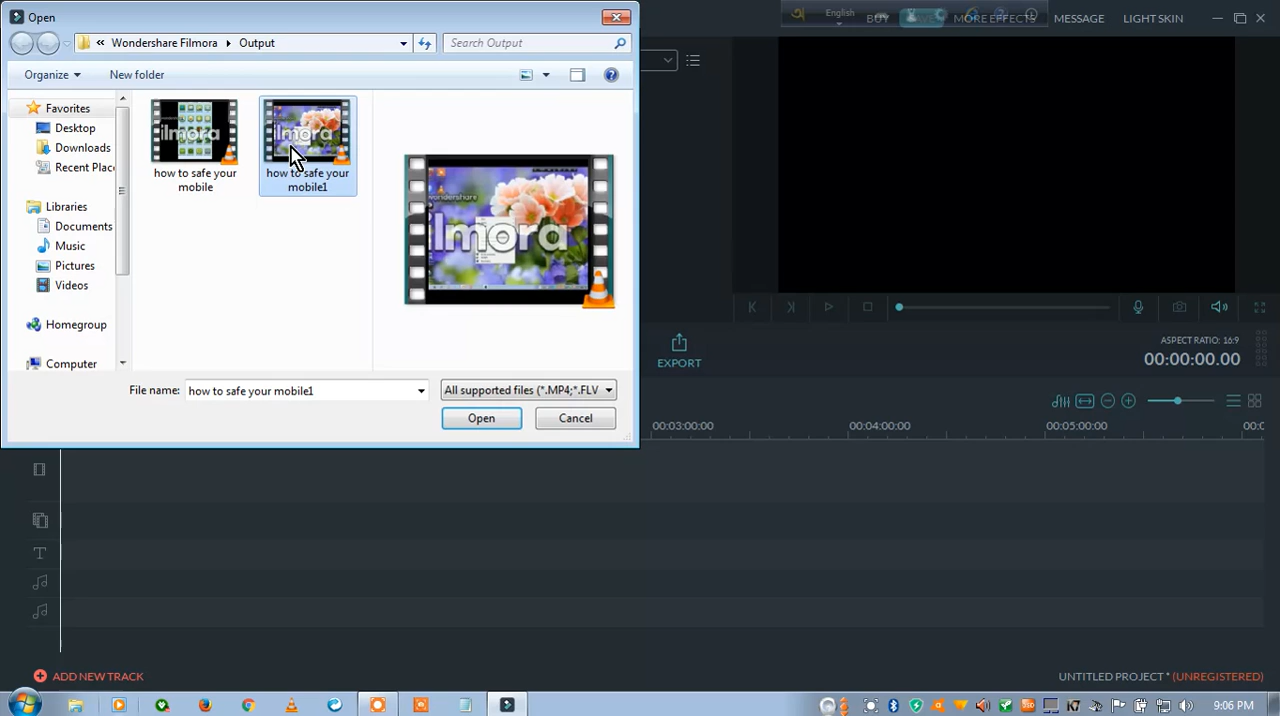 Open
English
BUY
MORE EFFECTS
MESSAGE
LIGHT SKIN
« Wondershare Filmora Output
Search Output
Organize
New folder
Favorites
Desktop
Downloads
Recent Plac
Libraries
Documents
Music
Pictures
Videos
Homegroup
Computer
how to safe your
mobile
how to safe your
mobile1
wondershare
ilmora
File name: how to safe your mobile1
All supported files (*.MP4;*.FLV
Open
Cancel
EXPORT
ASPECT RATIO: 16:9
00:00:00.00
00:03:00:00
00:04:00:00
00:05:00:00
T
ADD NEW TRACK
UNTITLED PROJECT * (UNREGISTERED)
9:06 PM